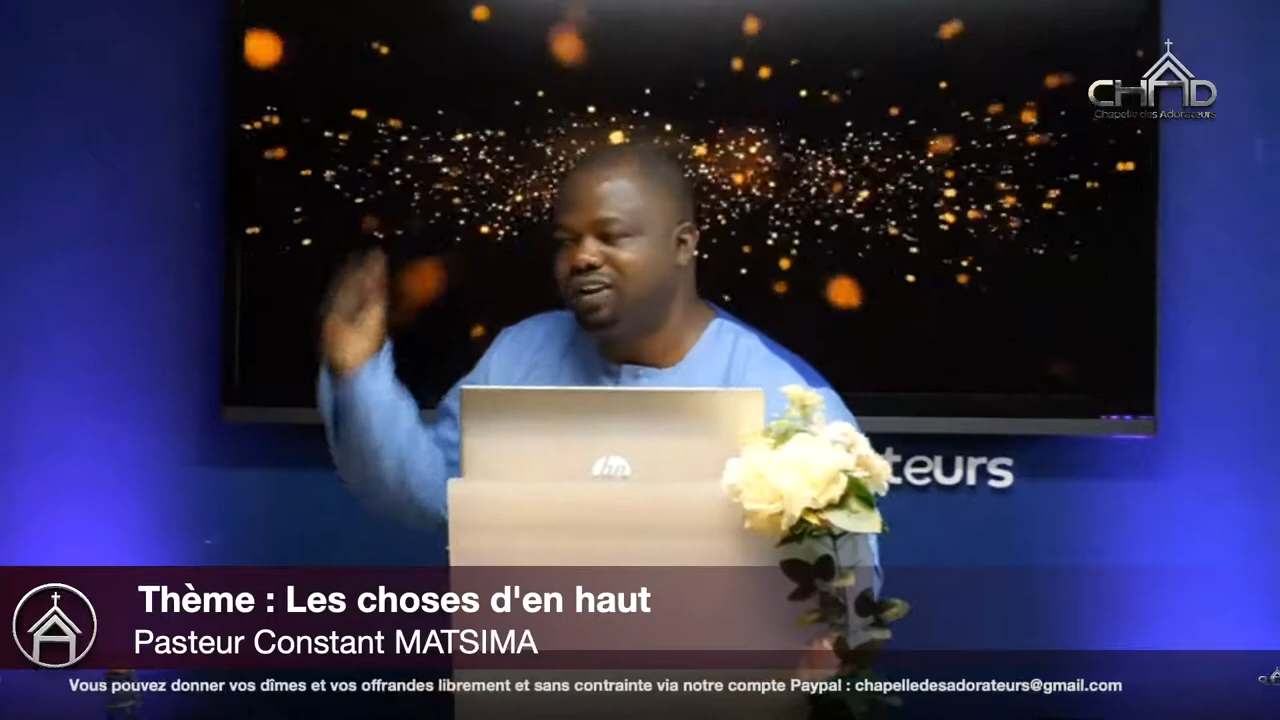 CHAD
Chapelle des Adorateurs
hp
teurs
Thème : Les choses d'en haut
Pasteur Constant MATSIMA
Vous pouvez donner vos dîmes et vos offrandes librement et sans contrainte via notre compte Paypal : chapelledesadorateurs@gmail.com